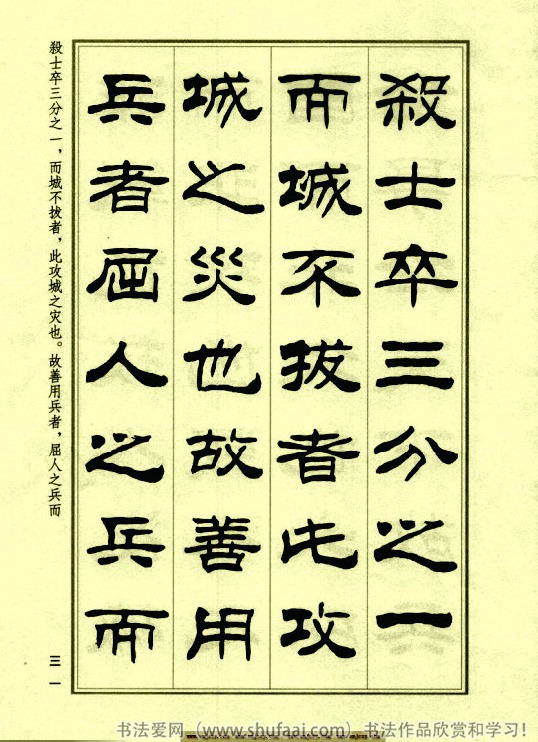 殺士卒三分之一
而城不拔者此攻
城之災也故善用
兵者屈人之兵而
殺士卒三分之一，而城不拔者，此攻城之灾也。故善用兵者，屈人之兵而
三一
书法爱网（www.shufaai.com）书法作品欣赏和学习！